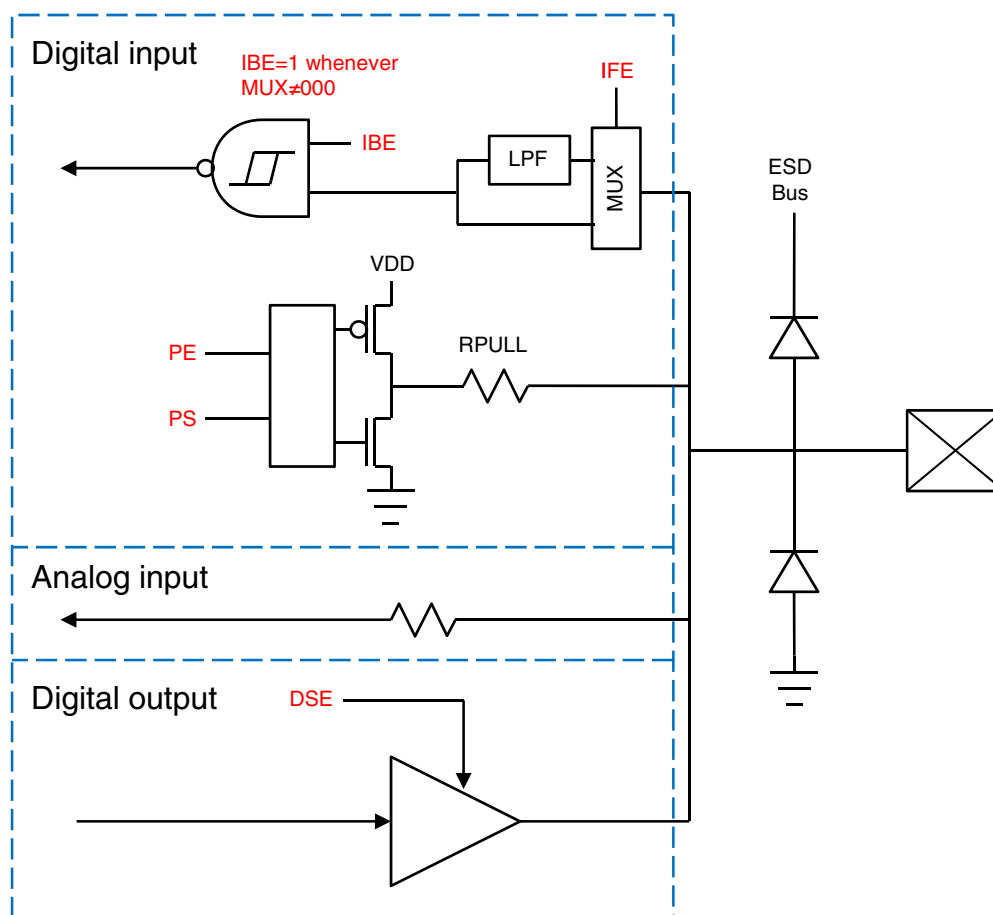 Digital input
IBE=1 whenever
MUX≠000
IFE
IBE
LPF
MUX
ESD
Bus
VDD
PE
RPULL
PS
Analog input
Digital output
DSE